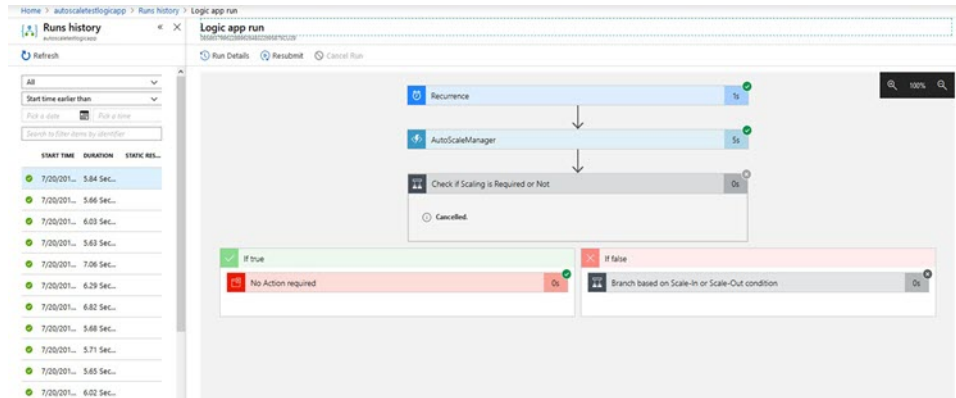 Home > autoscaletestlogicapp > Runs history > Logic app run
Runs history
autoscaletestlogicapp
« ×
Refresh
All
Start time earlier than
Pick a date
Pick a time
Search to filter items by identifier
START TIME DURATION STATIC RES...
7/20/201... 5.84 Sec...
7/20/201... 5.66 Sec...
7/20/201... 6.03 Sec...
7/20/201... 5.63 Sec...
7/20/201... 7.06 Sec...
7/20/201... 6.29 Sec...
7/20/201... 6.82 Sec...
7/20/201... 5.68 Sec...
7/20/201... 5.71 Sec...
7/20/201... 5.65 Sec...
7/20/201... 6.02 Sec...
Logic app run
Run Details Resubmit Cancel Run
100%
Recurrence 1s
AutoScaleManager 5s
Check if Scaling is Required or Not 0s
Cancelled.
If true
No Action required 0s
If false
Branch based on Scale-In or Scale-Out condition 0s